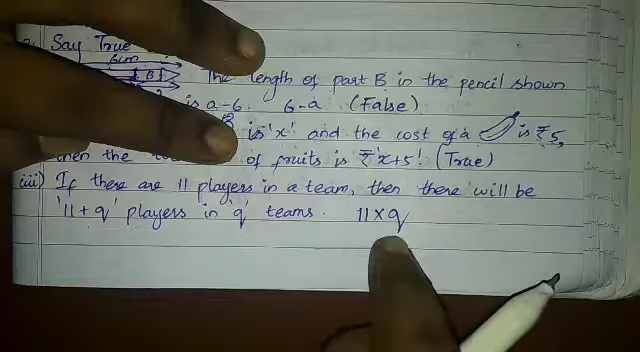 Say True
6cm
B The length of part B in the pencil shown
is a-6. 6-a (False)
is 'x' and the cost of a is ₹5,
then the of fruits is ₹'x+5'. (True)
(iii) If there are 11 players in a team, then there will be
'11+q' players in 'q' teams. 11×q